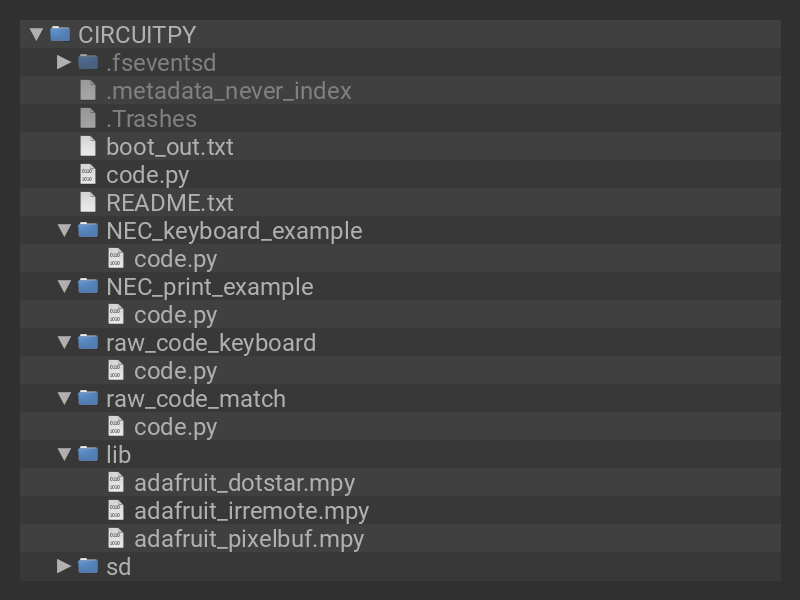 CIRCUITPY
.fseventsd
.metadata_never_index
.Trashes
boot_out.txt
code.py
README.txt
NEC_keyboard_example
code.py
NEC_print_example
code.py
raw_code_keyboard
code.py
raw_code_match
code.py
lib
adafruit_dotstar.mpy
adafruit_irremote.mpy
adafruit_pixelbuf.mpy
sd